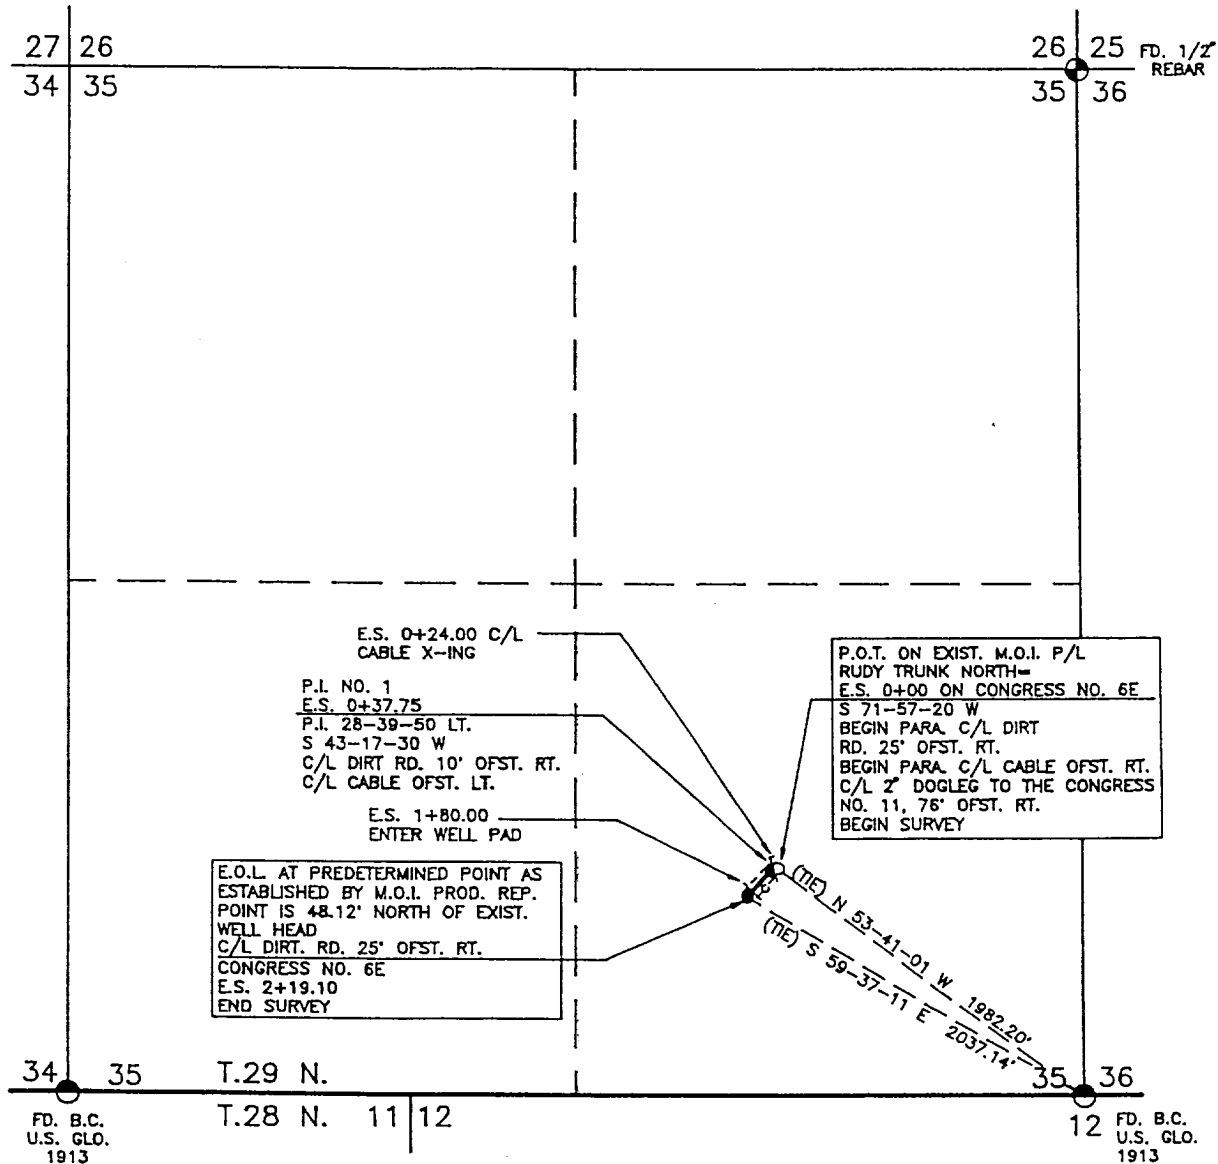 27 26
34 35
26 25
35 36
FD. 1/2"
REBAR
E.S. 0+24.00 C/L
CABLE X-ING
P.I. NO. 1
E.S. 0+37.75
P.I. 28-39-50 LT.
S 43-17-30 W
C/L DIRT RD. 10' OFST. RT.
C/L CABLE OFST. LT.
E.S. 1+80.00
ENTER WELL PAD
P.O.T. ON EXIST. M.O.I. P/L
RUDY TRUNK NORTH=
E.S. 0+00 ON CONGRESS NO. 6E
S 71-57-20 W
BEGIN PARA. C/L DIRT
RD. 25' OFST. RT.
BEGIN PARA. C/L CABLE OFST. RT.
C/L 2" DOGLEG TO THE CONGRESS
NO. 11, 76' OFST. RT.
BEGIN SURVEY
E.O.L. AT PREDETERMINED POINT AS
ESTABLISHED BY M.O.I. PROD. REP.
POINT IS 48.12' NORTH OF EXIST.
WELL HEAD
C/L DIRT. RD. 25' OFST. RT.
CONGRESS NO. 6E
E.S. 2+19.10
END SURVEY
(TIE) N 53-41-01 W 1982.20'
(TIE) S 59-37-11 E 2037.14'
34 35
T.29 N.
T.28 N.
11 12
35 36
12
FD. B.C.
U.S. GLO.
1913
FD. B.C.
U.S. GLO.
1913